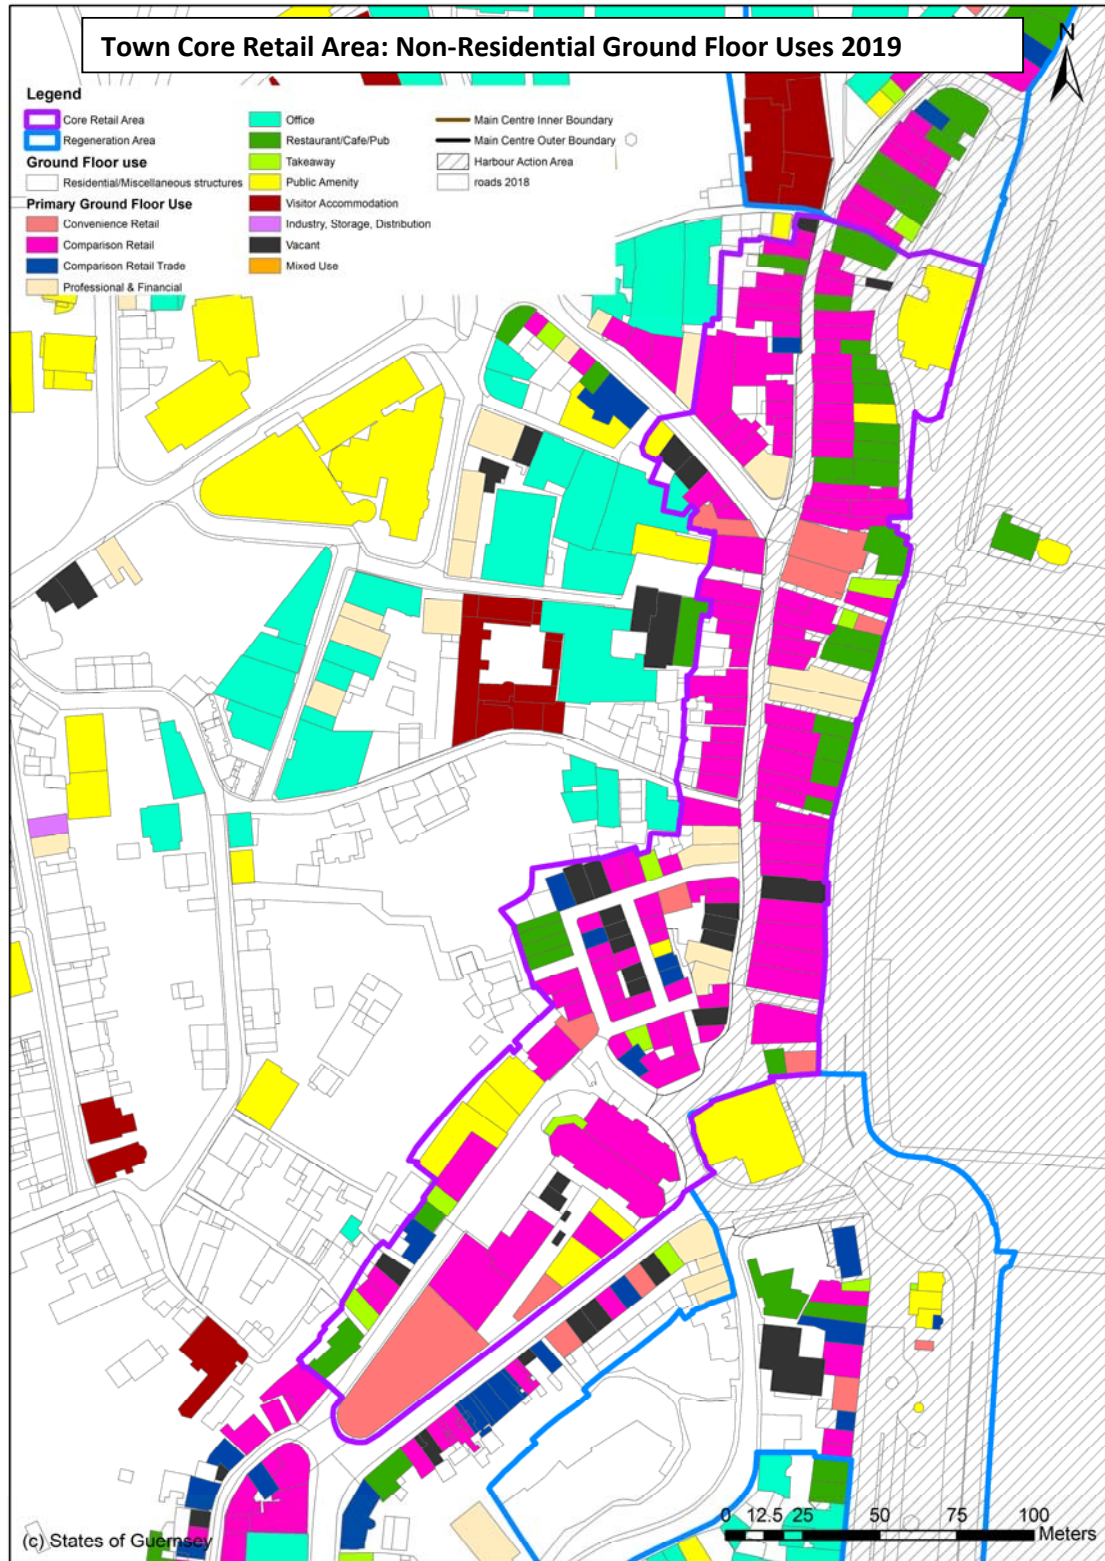 Town Core Retail Area: Non-Residential Ground Floor Uses 2019
N
Legend
Core Retail Area
Regeneration Area
Ground Floor use
Residential/Miscellaneous structures
Primary Ground Floor Use
Convenience Retail
Comparison Retail
Comparison Retail Trade
Professional & Financial
Office
Restaurant/Cafe/Pub
Takeaway
Public Amenity
Visitor Accommodation
Industry, Storage, Distribution
Vacant
Mixed Use
Main Centre Inner Boundary
Main Centre Outer Boundary
Harbour Action Area
roads 2018
0 12.5 25 50 75 100
Meters
(c) States of Guernsey